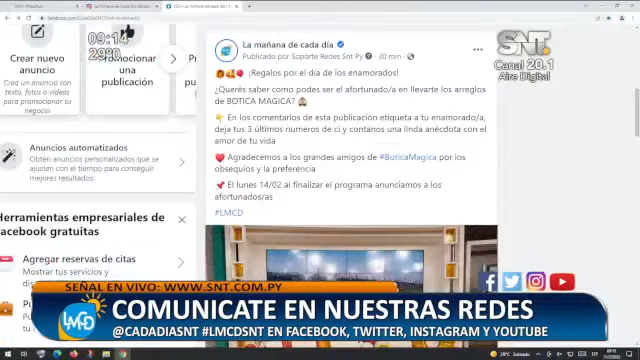 09:14
29°
SNT
Canal 20.1
Aire Digital
Crear nuevo
anuncio
Crea un nuevo
anuncio con texto,
fotos o videos
para promocionar tu
negocio
Promocionar
una
publicación
Anuncios automatizados
Obtén anuncios personalizados que se
ajusten con el tiempo para conseguir
mejores resultados.
Herramientas empresariales de
Facebook gratuitas
Agregar reservas de citas
Mostrar tus servicios y
La mañana de cada día
Publicado por Soporte Redes Snt Py · 30 min ·
¡Regalos por el día de los enamorados!
¿Querés saber como podes ser el afortunado/a en llevarte los arreglos
de BOTICA MAGICA?
En los comentarios de esta publicación etiqueta a tu enamorado/a,
deja tus 3 últimos numeros de ci y contanos una linda anécdota con el
amor de tu vida
Agradecemos a los grandes amigos de #BoticaMagica por los
obsequios y la preferencia
El lunes 14/02 al finalizar el programa anunciamos a los
afortunados/as
#LMCD
SEÑAL EN VIVO: WWW.SNT.COM.PY
LMCD
COMUNICATE EN NUESTRAS REDES
@CADADIASNT #LMCDSNT EN FACEBOOK, TWITTER, INSTAGRAM Y YOUTUBE